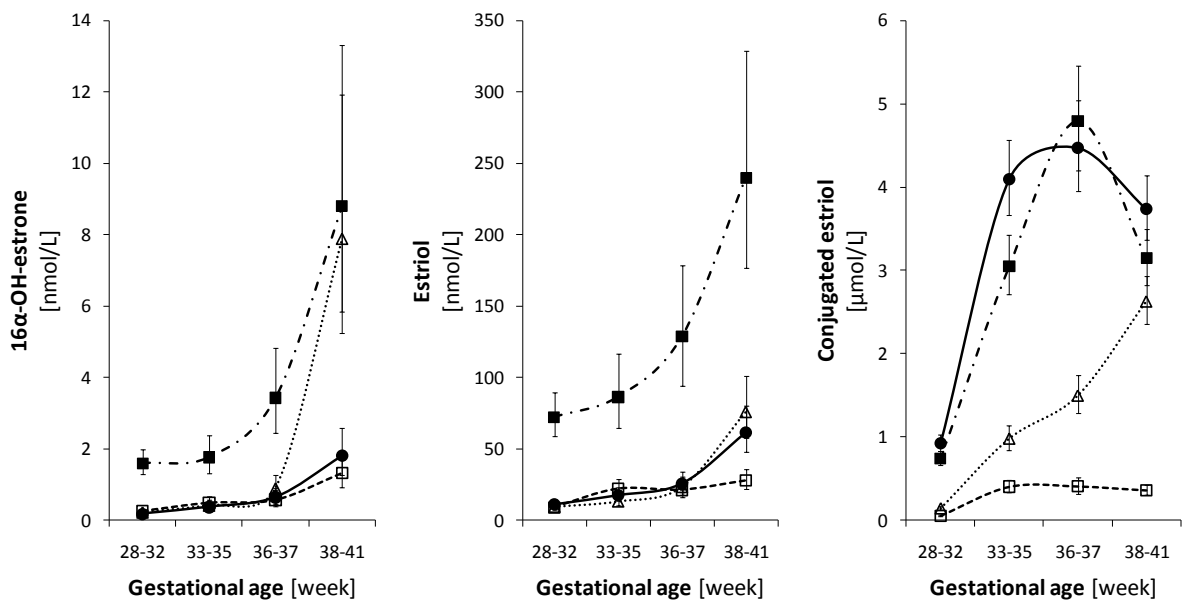 16α-OH-estrone
[nmol/L]
14
12
10
8
6
4
2
0
28-32 33-35 36-37 38-41
Gestational age [week]
Estriol
[nmol/L]
350
300
250
200
150
100
50
0
28-32 33-35 36-37 38-41
Gestational age [week]
Conjugated estriol
[µmol/L]
6
5
4
3
2
1
0
28-32 33-35 36-37 38-41
Gestational age [week]